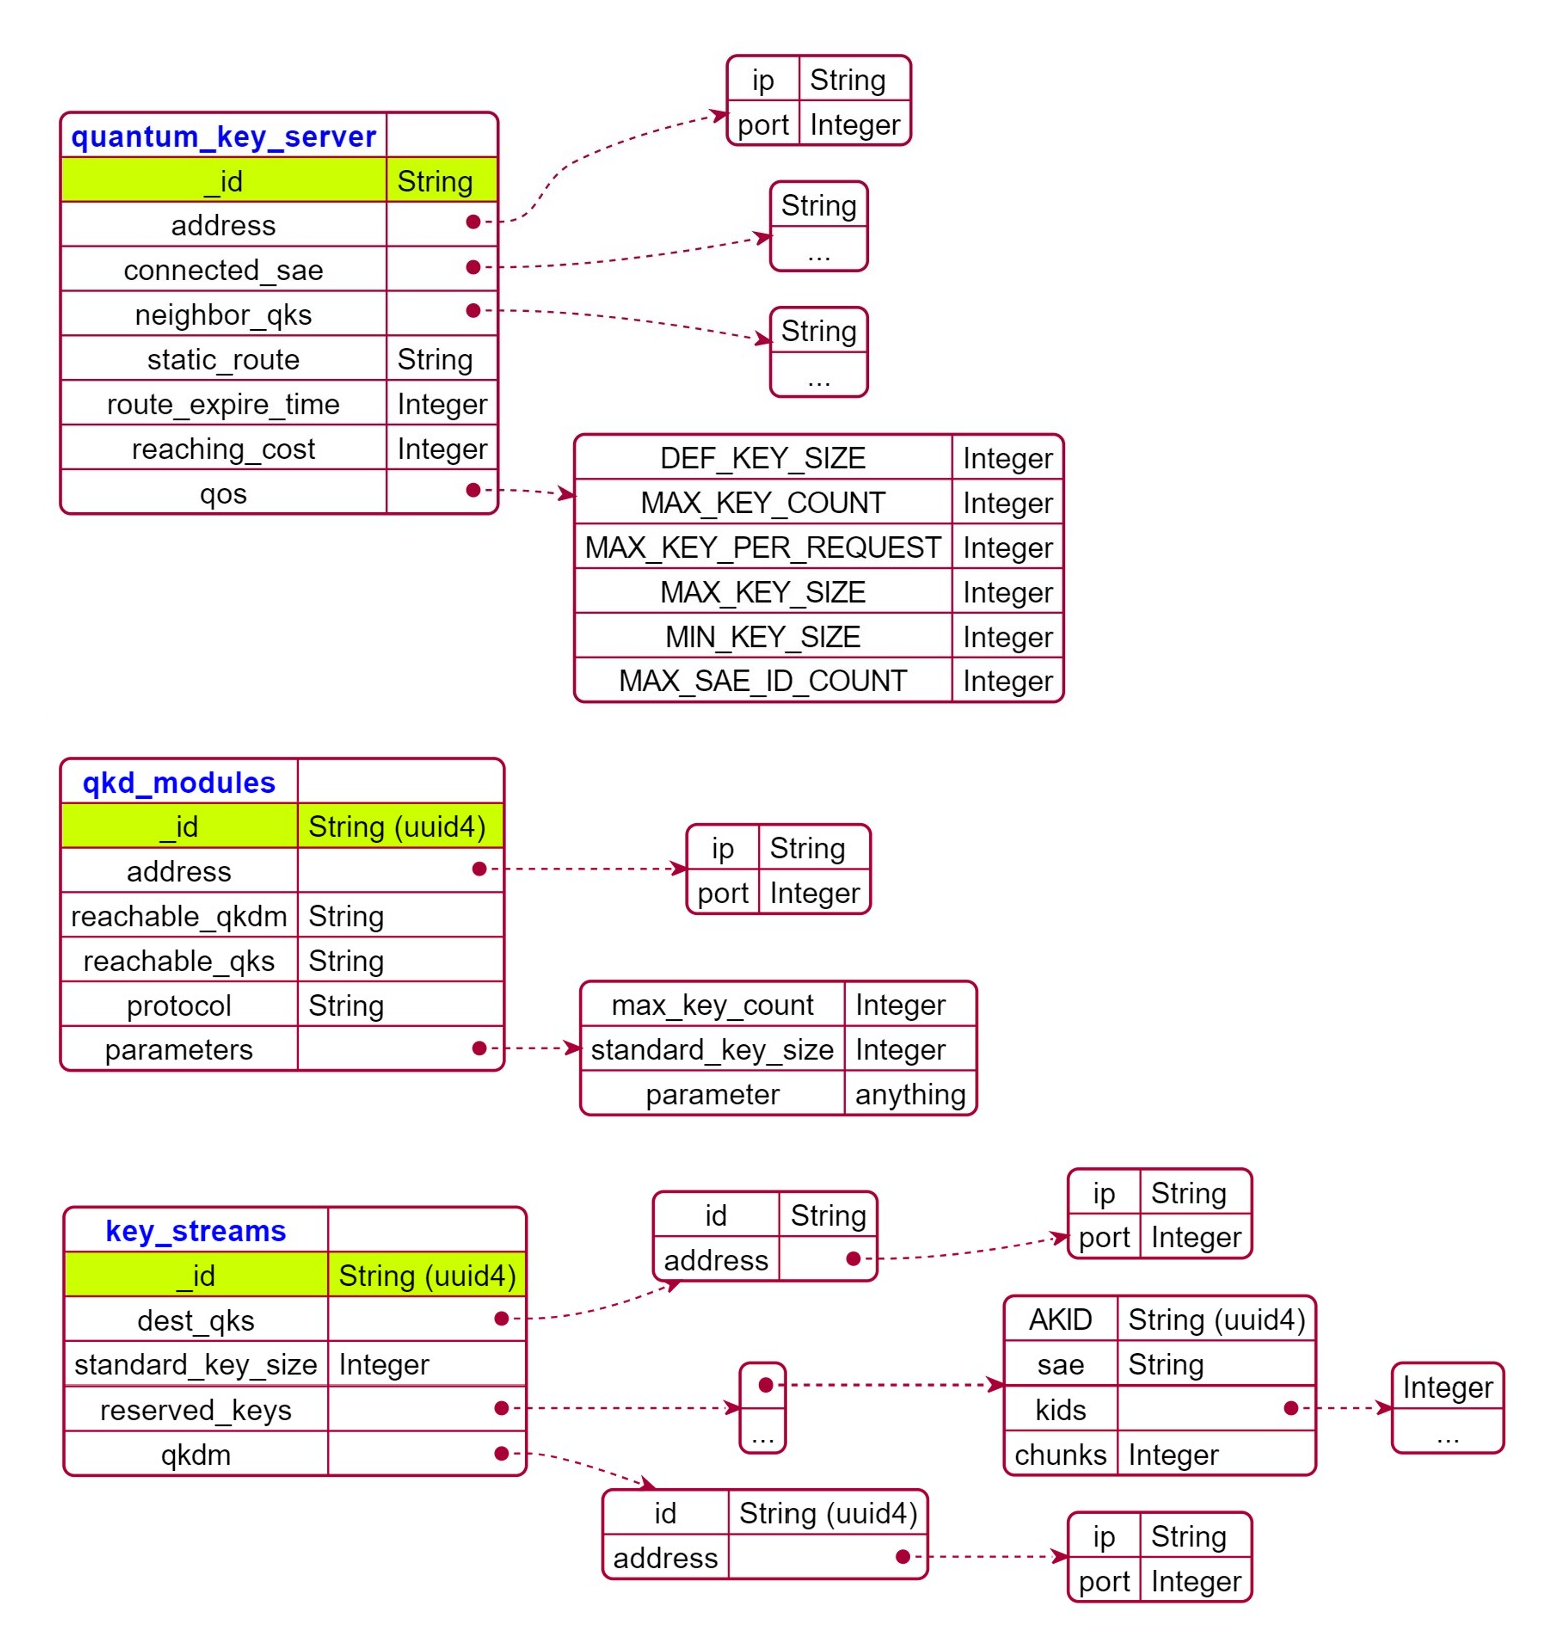 quantum_key_server
_id String
address
connected_sae
neighbor_qks
static_route String
route_expire_time Integer
reaching_cost Integer
qos
ip String
port Integer
String
...
String
...
DEF_KEY_SIZE Integer
MAX_KEY_COUNT Integer
MAX_KEY_PER_REQUEST Integer
MAX_KEY_SIZE Integer
MIN_KEY_SIZE Integer
MAX_SAE_ID_COUNT Integer
qkd_modules
_id String (uuid4)
address
reachable_qkdm String
reachable_qks String
protocol String
parameters
ip String
port Integer
max_key_count Integer
standard_key_size Integer
parameter anything
key_streams
_id String (uuid4)
dest_qks
standard_key_size Integer
reserved_keys
qkdm
id String
address
ip String
port Integer
...
AKID String (uuid4)
sae String
kids
chunks Integer
Integer
...
id String (uuid4)
address
ip String
port Integer